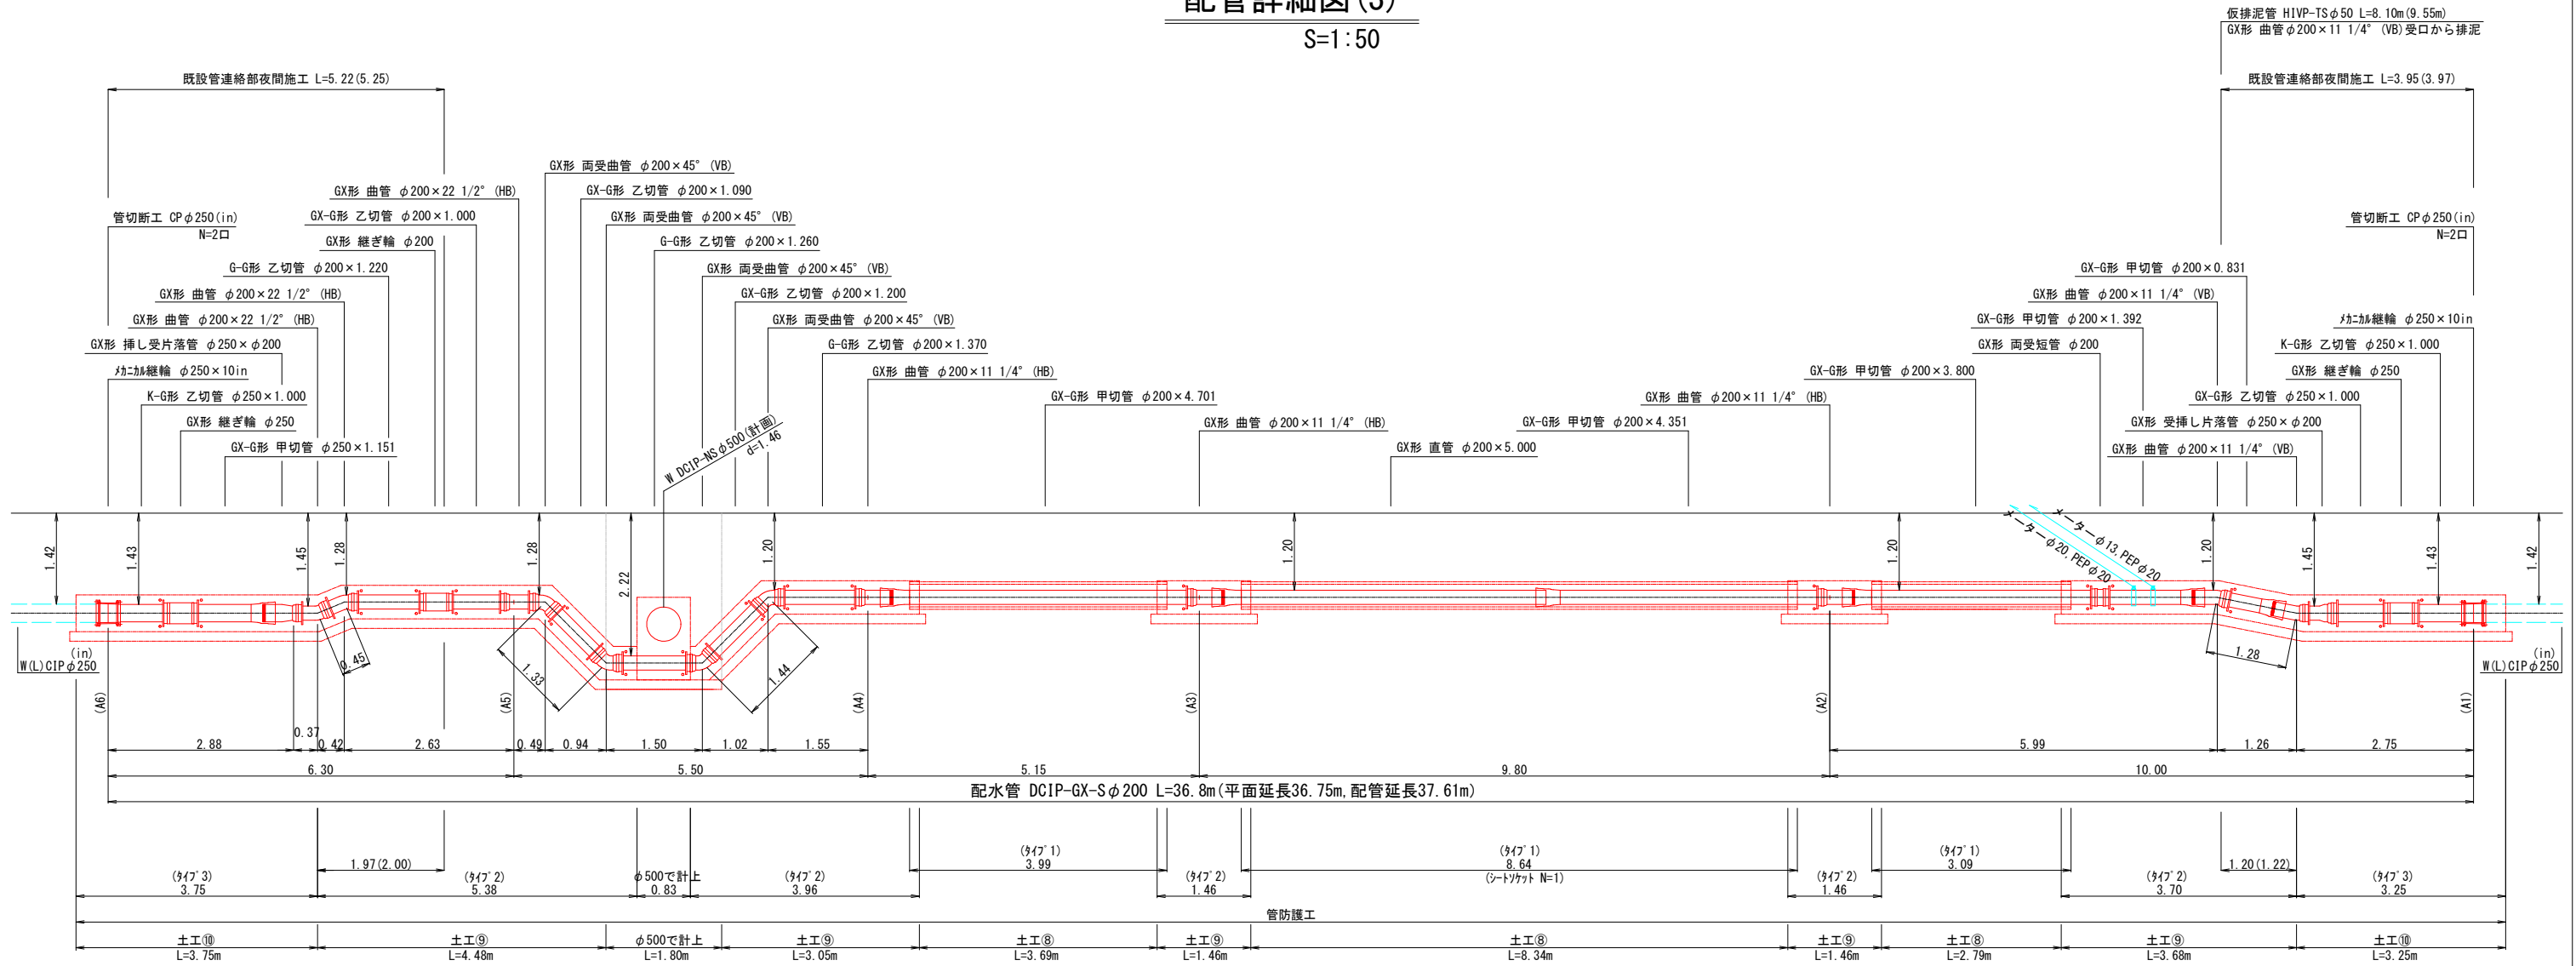 配管詳細図(3)
S=1:50
仮排泥管 HIVP-TSφ50 L=8.10m(9.55m)
GX形 曲管φ200×11 1/4° (VB)受口から排泥
既設管連絡部夜間施工 L=5.22(5.25)
既設管連絡部夜間施工 L=3.95(3.97)
管切断工 CPφ250(in)
N=2口
GX形 曲管 φ200×22 1/2° (HB)
GX-G形 乙切管 φ200×1.000
GX形 継ぎ輪 φ200
G-G形 乙切管 φ200×1.220
GX形 曲管 φ200×22 1/2° (HB)
GX形 曲管 φ200×22 1/2° (HB)
GX形 挿し受片落管 φ250×φ200
ﾒｶﾆｶﾙ継輪 φ250×10in
K-G形 乙切管 φ250×1.000
GX形 継ぎ輪 φ250
GX-G形 甲切管 φ250×1.151
GX形 両受曲管 φ200×45° (VB)
GX-G形 乙切管 φ200×1.090
GX形 両受曲管 φ200×45° (VB)
G-G形 乙切管 φ200×1.260
GX形 両受曲管 φ200×45° (VB)
GX-G形 乙切管 φ200×1.200
GX形 両受曲管 φ200×45° (VB)
G-G形 乙切管 φ200×1.370
GX形 曲管 φ200×11 1/4° (HB)
GX-G形 甲切管 φ200×4.701
GX形 曲管 φ200×11 1/4° (HB)
GX形 直管 φ200×5.000
GX-G形 甲切管 φ200×4.351
GX形 曲管 φ200×11 1/4° (HB)
GX-G形 甲切管 φ200×3.800
GX形 両受短管 φ200
GX-G形 甲切管 φ200×1.392
GX形 曲管 φ200×11 1/4° (VB)
GX-G形 甲切管 φ200×0.831
管切断工 CPφ250(in)
N=2口
ﾒｶﾆｶﾙ継輪 φ250×10in
K-G形 乙切管 φ250×1.000
GX形 継ぎ輪 φ250
GX-G形 乙切管 φ250×1.000
GX形 受挿し片落管 φ250×φ200
GX形 曲管 φ200×11 1/4° (VB)
W DCIP-NSφ500(計画)
d=1.46
メーターφ20,PEPφ20
メーターφ13,PEPφ20
1.42
1.43
1.45
1.28
1.28
2.22
1.20
1.20
1.20
1.20
1.45
1.43
1.42
0.45
1.33
1.44
1.28
(in)
W(L)CIPφ250
(in)
W(L)CIPφ250
(A6)
(A5)
(A4)
(A3)
(A2)
(A1)
2.88
0.37
0.42
2.63
0.49
0.94
1.50
1.02
1.55
5.99
1.26
2.75
6.30
5.50
5.15
9.80
10.00
配水管 DCIP-GX-Sφ200 L=36.8m(平面延長36.75m,配管延長37.61m)
(ﾀｲﾌﾟ1)
3.99
(ﾀｲﾌﾟ1)
8.64
(ｼｰﾄｿｹｯﾄ N=1)
(ﾀｲﾌﾟ1)
3.09
1.97(2.00)
1.20(1.22)
(ﾀｲﾌﾟ3)
3.75
(ﾀｲﾌﾟ2)
5.38
φ500で計上
0.83
(ﾀｲﾌﾟ2)
3.96
(ﾀｲﾌﾟ2)
1.46
(ﾀｲﾌﾟ2)
1.46
(ﾀｲﾌﾟ2)
3.70
(ﾀｲﾌﾟ3)
3.25
管防護工
土工⑩
L=3.75m
土工⑨
L=4.48m
φ500で計上
L=1.80m
土工⑨
L=3.05m
土工⑧
L=3.69m
土工⑨
L=1.46m
土工⑧
L=8.34m
土工⑨
L=1.46m
土工⑧
L=2.79m
土工⑨
L=3.68m
土工⑩
L=3.25m